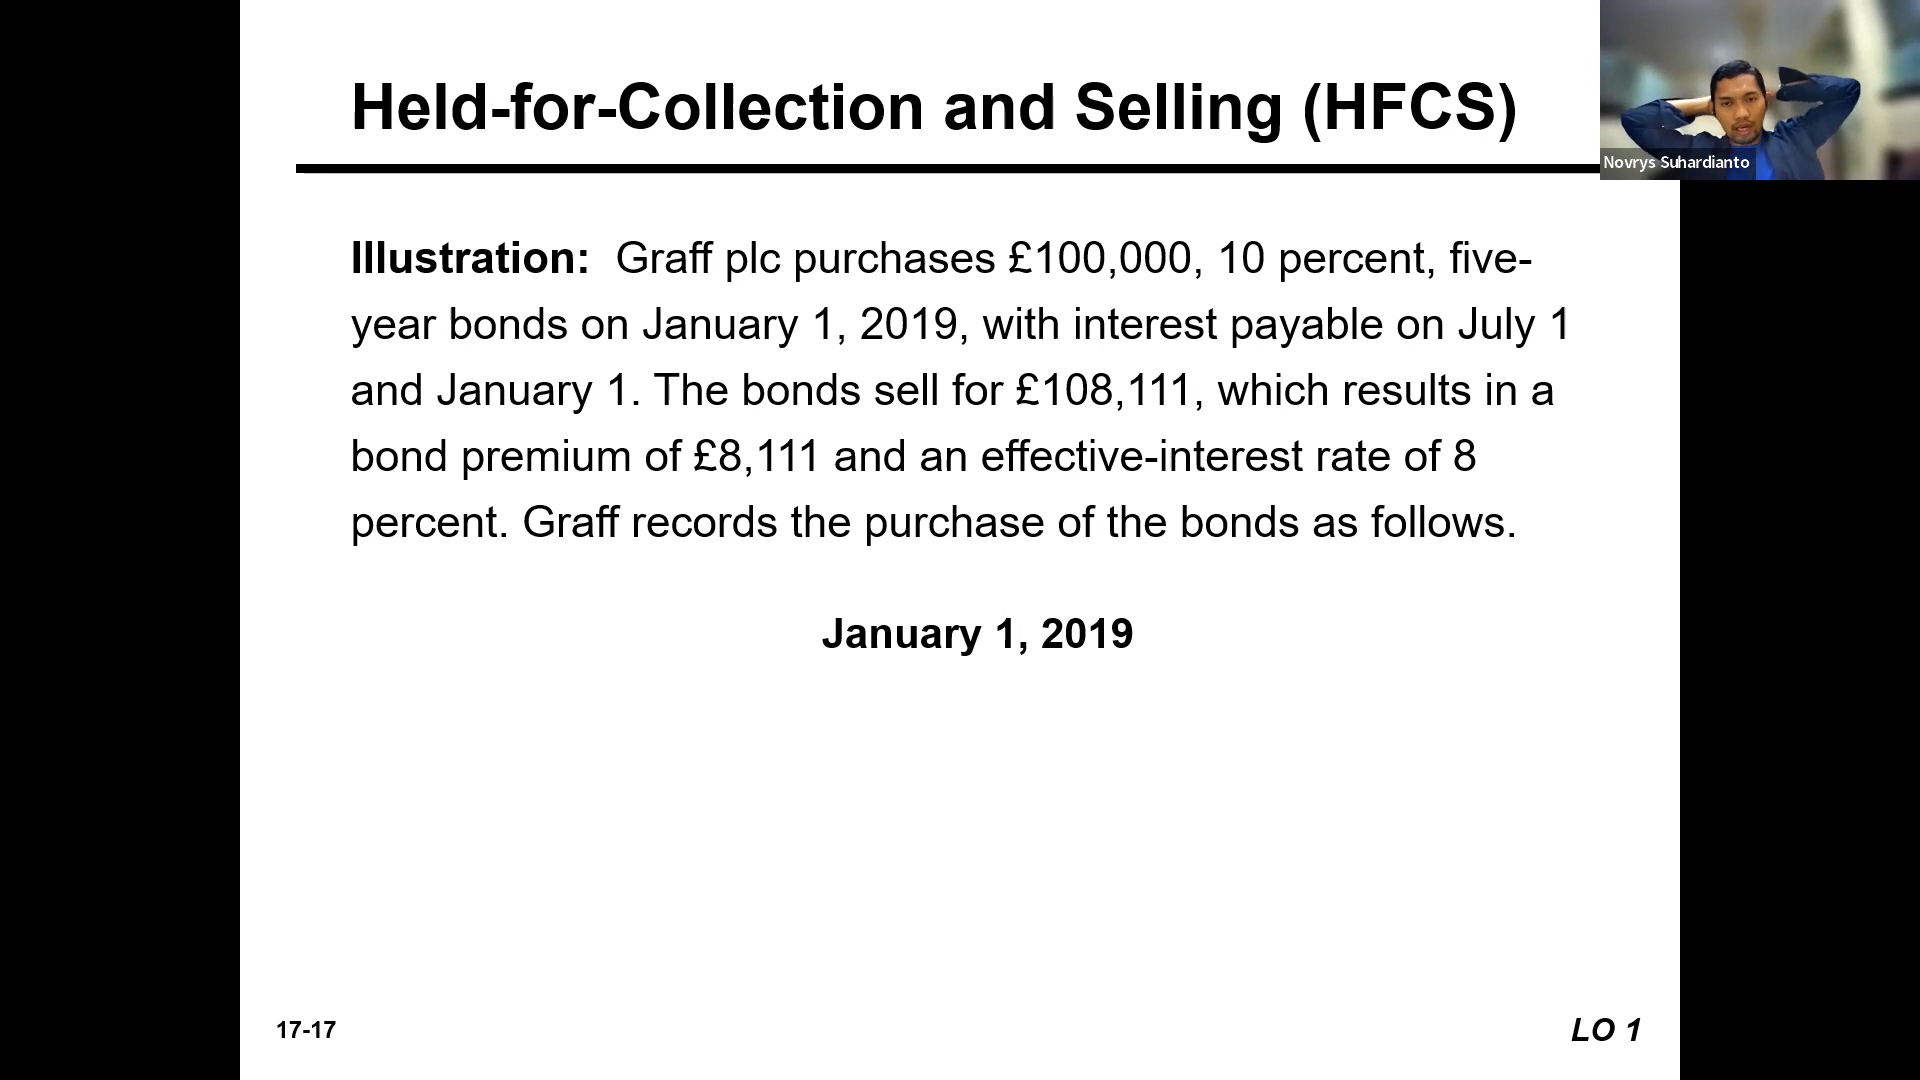 Held-for-Collection and Selling (HFCS)
Novrys Suhardianto
Illustration: Graff plc purchases £100,000, 10 percent, five-
year bonds on January 1, 2019, with interest payable on July 1
and January 1. The bonds sell for £108,111, which results in a
bond premium of £8,111 and an effective-interest rate of 8
percent. Graff records the purchase of the bonds as follows.
January 1, 2019
17-17
LO 1